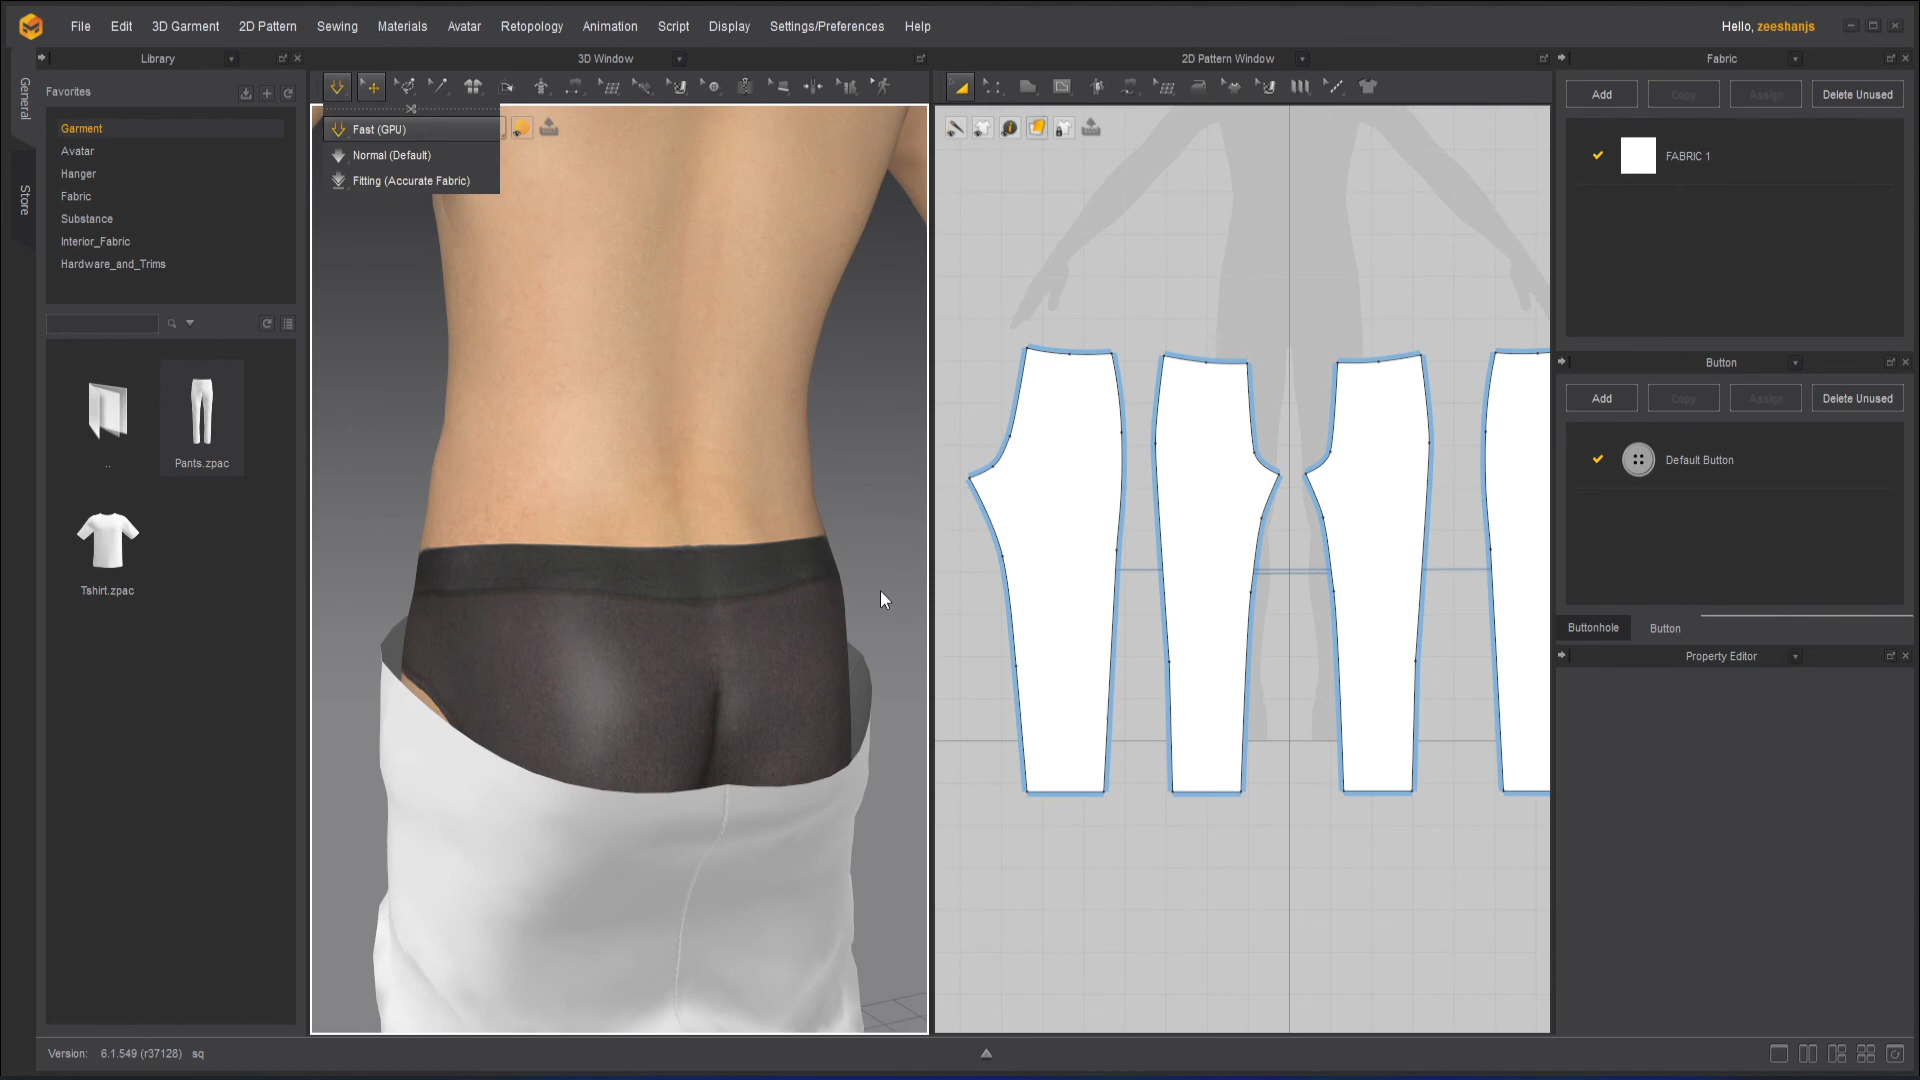 File Edit 3D Garment 2D Pattern Sewing Materials Avatar Retopology Animation Script Display Settings/Preferences Help Hello, zeeshanjs
Library
3D Window
2D Pattern Window
Fabric
General
Store
Favorites
Garment
Avatar
Hanger
Fabric
Substance
Interior_Fabric
Hardware_and_Trims
..
Pants.zpac
Tshirt.zpac
Fast (GPU)
Normal (Default)
Fitting (Accurate Fabric)
Add Copy Assign Delete Unused
FABRIC 1
Button
Add Copy Assign Delete Unused
Default Button
Buttonhole Button
Property Editor
Version: 6.1.549 (r37128) sq